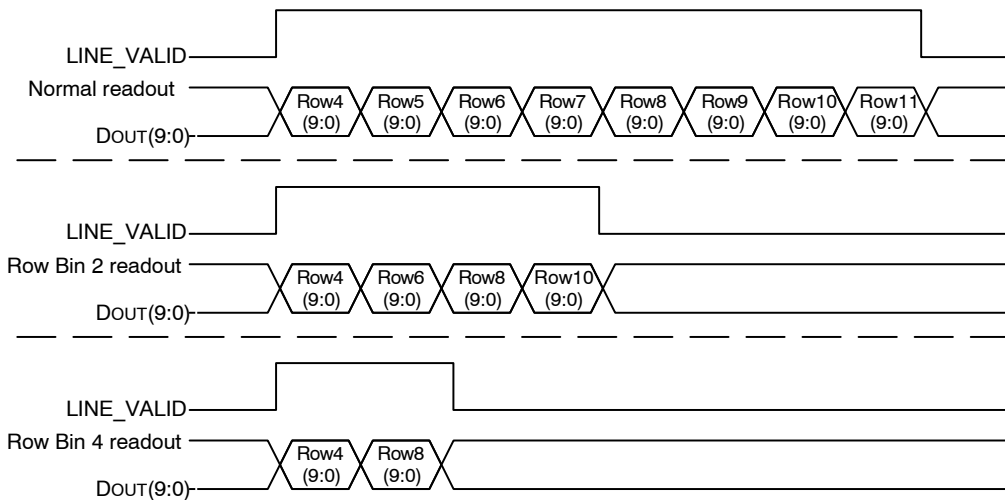 LINE_VALID
Normal readout
Row4 Row5 Row6 Row7 Row8 Row9 Row10 Row11
(9:0) (9:0) (9:0) (9:0) (9:0) (9:0) (9:0) (9:0)
DOUT(9:0)
LINE_VALID
Row Bin 2 readout
Row4 Row6 Row8 Row10
(9:0) (9:0) (9:0) (9:0)
DOUT(9:0)
LINE_VALID
Row Bin 4 readout
Row4 Row8
(9:0) (9:0)
DOUT(9:0)